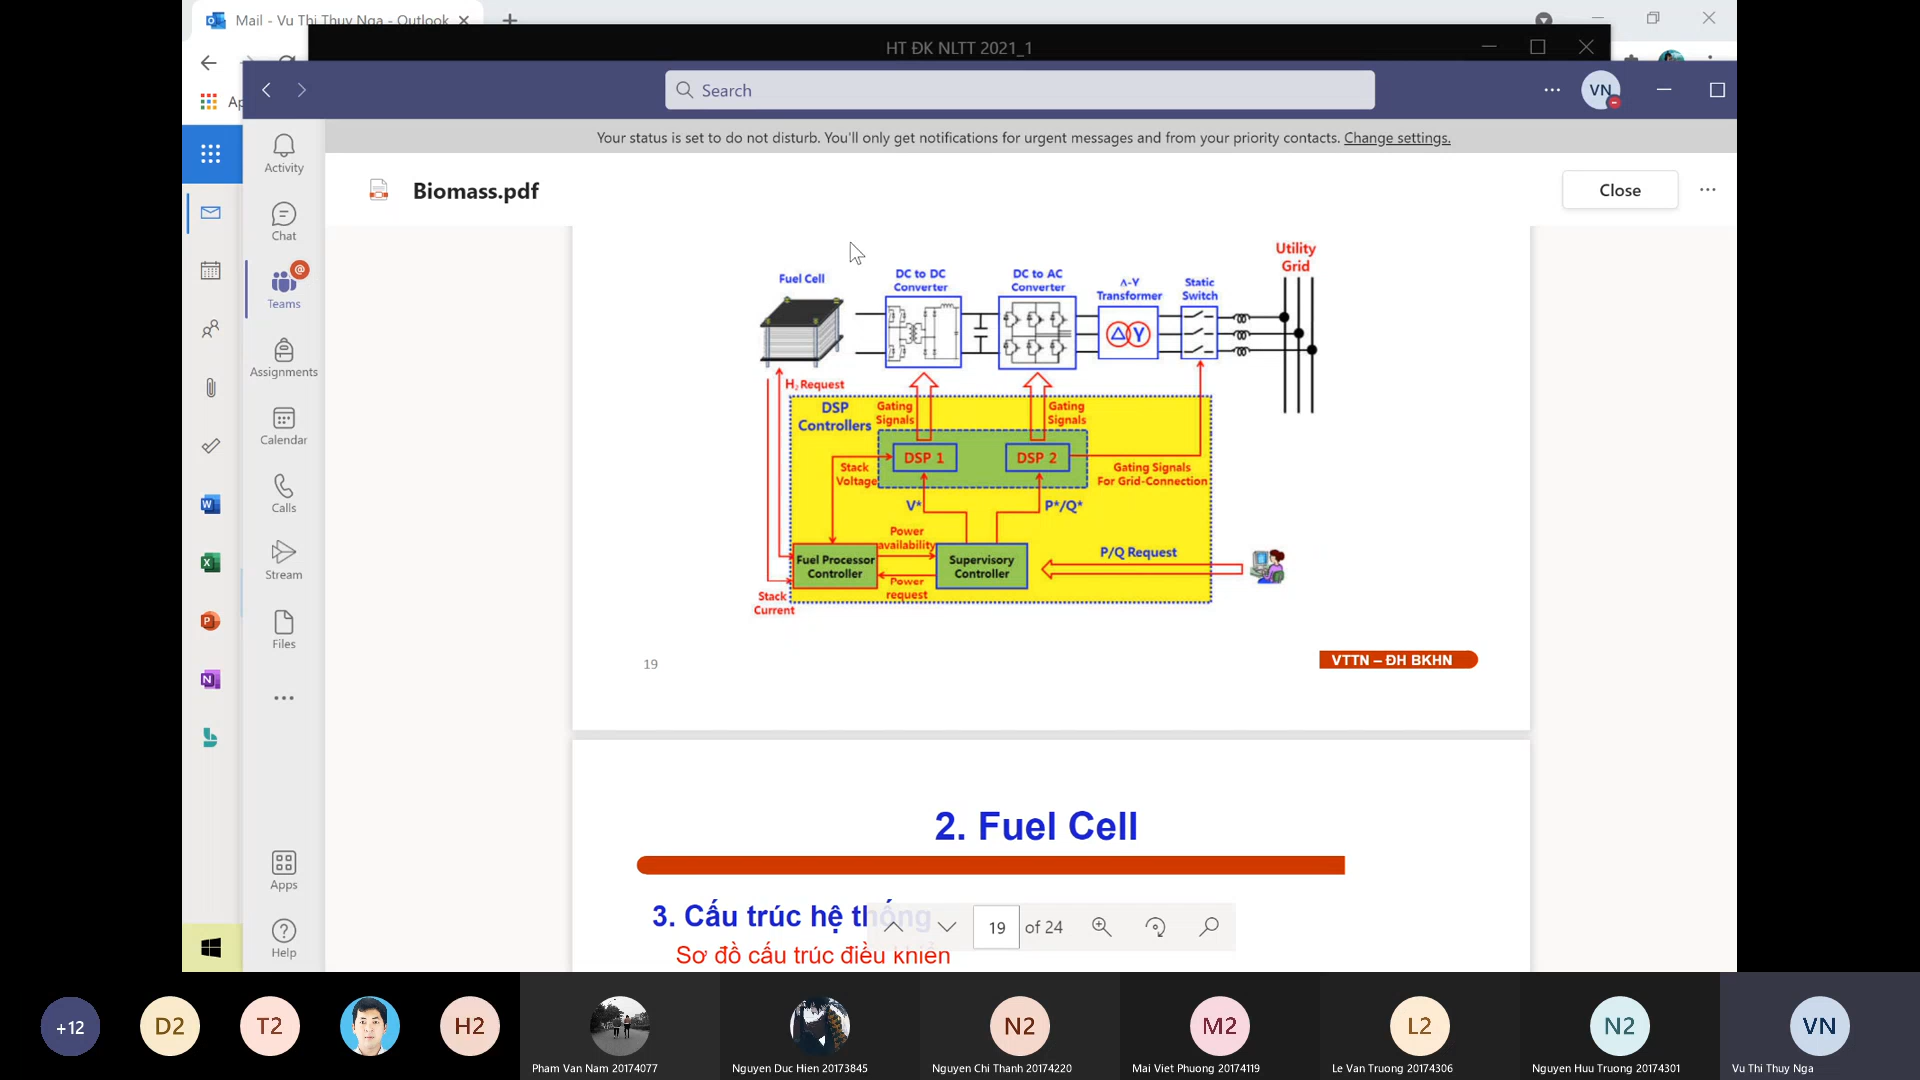 Mail - Vu Thi Thuy Nga - Outlook
HT ĐK NLTT 2021_1
Search
VN
Your status is set to do not disturb. You'll only get notifications for urgent messages and from your priority contacts. Change settings.
Activity
Chat
Teams
Assignments
Calendar
Calls
Stream
Files
Apps
Help
Biomass.pdf
Close
Utility
Grid
Fuel Cell
DC to DC
Converter
DC to AC
Converter
Δ-Y
Transformer
Static
Switch
Δ Y
H₂ Request
DSP
Controllers
Gating
Signals
Gating
Signals
DSP 1
DSP 2
Stack
Voltage
Gating Signals
For Grid-Connection
V*
P*/Q*
Power
availability
Fuel Processor
Controller
Supervisory
Controller
P/Q Request
Power
request
Stack
Current
19
VTTN – ĐH BKHN
2. Fuel Cell
3. Cấu trúc hệ thống
Sơ đồ cấu trúc điều khiển
19 of 24
+12
D2
T2
H2
N2
M2
L2
N2
VN
Pham Van Nam 20174077
Nguyen Duc Hien 20173845
Nguyen Chi Thanh 20174220
Mai Viet Phuong 20174119
Le Van Truong 20174306
Nguyen Huu Truong 20174301
Vu Thi Thuy Nga